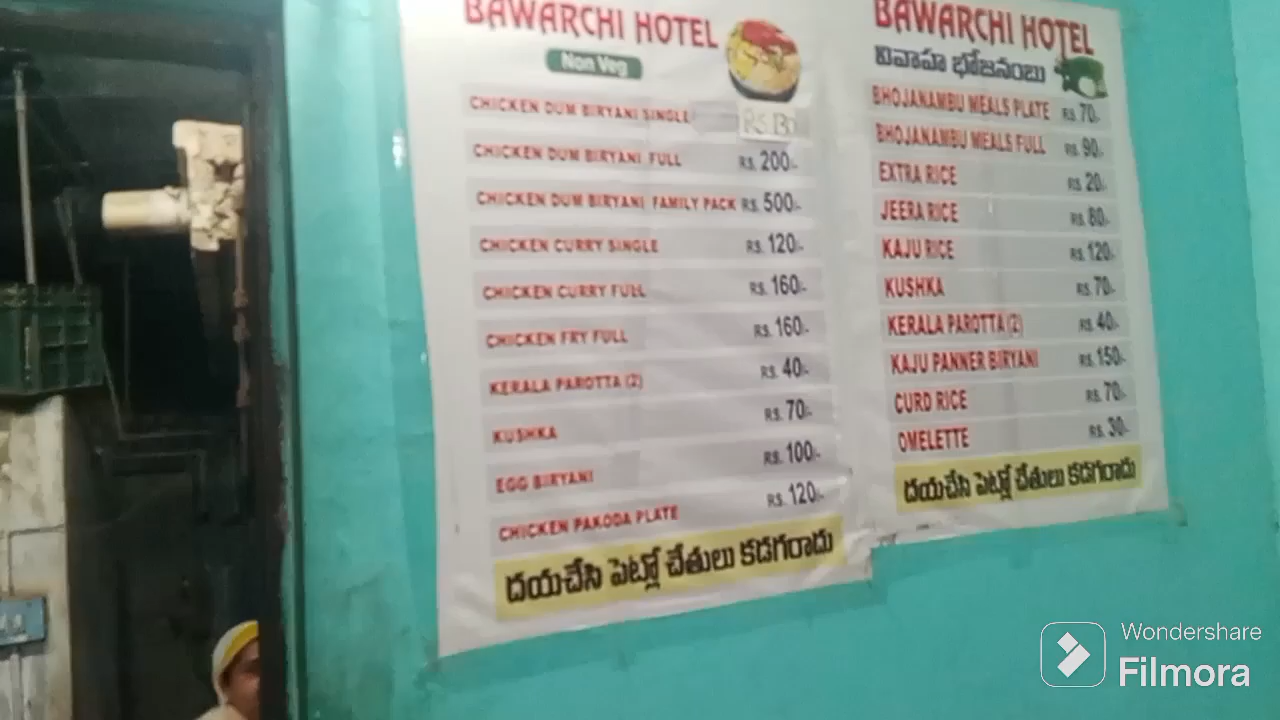 BAWARCHI HOTEL
Non Veg
CHICKEN DUM BIRYANI SINGLE RS. 130
CHICKEN DUM BIRYANI FULL RS. 200/-
CHICKEN DUM BIRYANI FAMILY PACK RS. 500/-
CHICKEN CURRY SINGLE RS. 120/-
CHICKEN CURRY FULL RS. 160/-
CHICKEN FRY FULL RS. 160/-
KERALA PAROTTA (2) RS. 40/-
KUSHKA RS. 70/-
EGG BIRYANI RS. 100/-
CHICKEN PAKODA PLATE RS. 120/-
దయచేసి పెట్లో చేతులు కడగరాదు
BAWARCHI HOTEL
వివాహ భోజనంబు
BHOJANAMBU MEALS PLATE RS. 70/-
BHOJANAMBU MEALS FULL RS. 90/-
EXTRA RICE RS. 20/-
JEERA RICE RS. 80/-
KAJU RICE RS. 120/-
KUSHKA RS. 70/-
KERALA PAROTTA (2) RS. 40/-
KAJU PANNER BIRYANI RS. 150/-
CURD RICE RS. 70/-
OMELETTE RS. 30/-
దయచేసి పెట్లో చేతులు కడగరాదు
Wondershare
Filmora